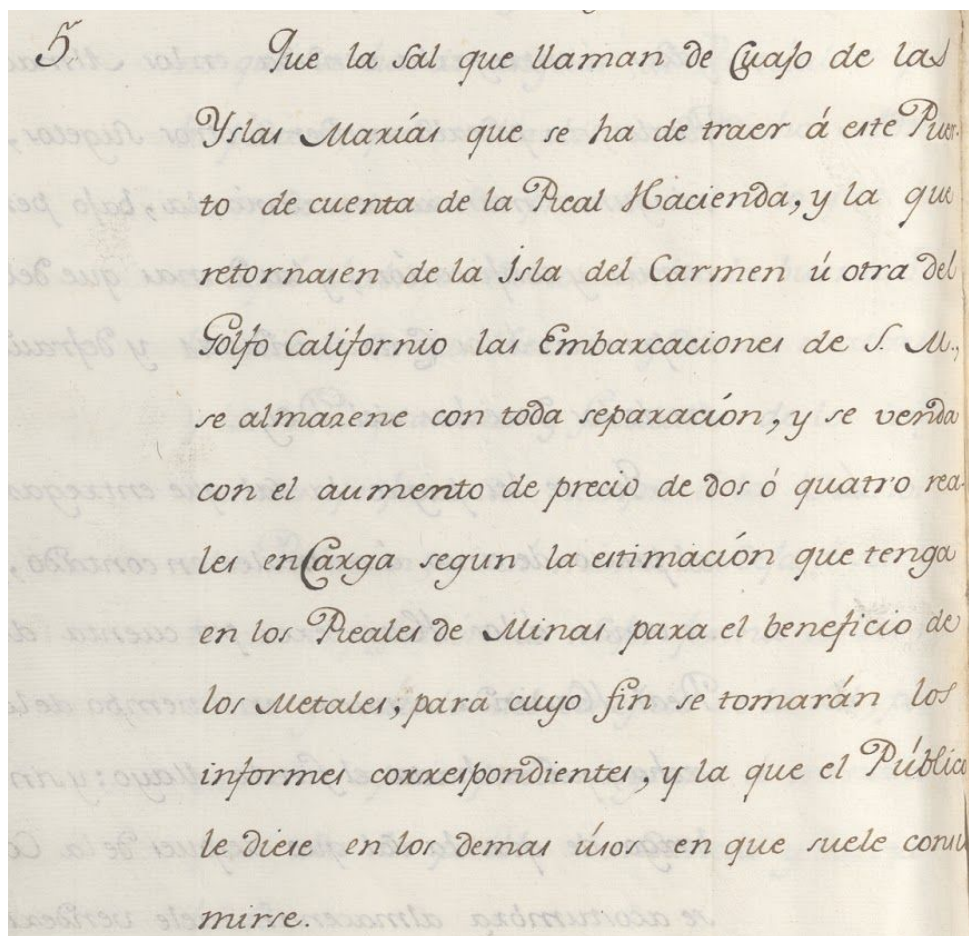 5. Que la sal que llaman de Cuajo de las
Yslas Marías que se ha de traer á este Puer-
to de cuenta de la Real Hacienda, y la que
retornasen de la Isla del Carmen ú otra del
Golfo Californio las Embarcaciones de S. M.,
se almazene con toda separación, y se venda
con el aumento de precio de dos ó quatro rea-
les en Carga segun la estimación que tenga
en los Reales de Minas para el beneficio de
los Metales; para cuyo fin se tomarán los
informes correspondientes, y la que el Público
le diese en los demas úsos en que suele consu
mirse.